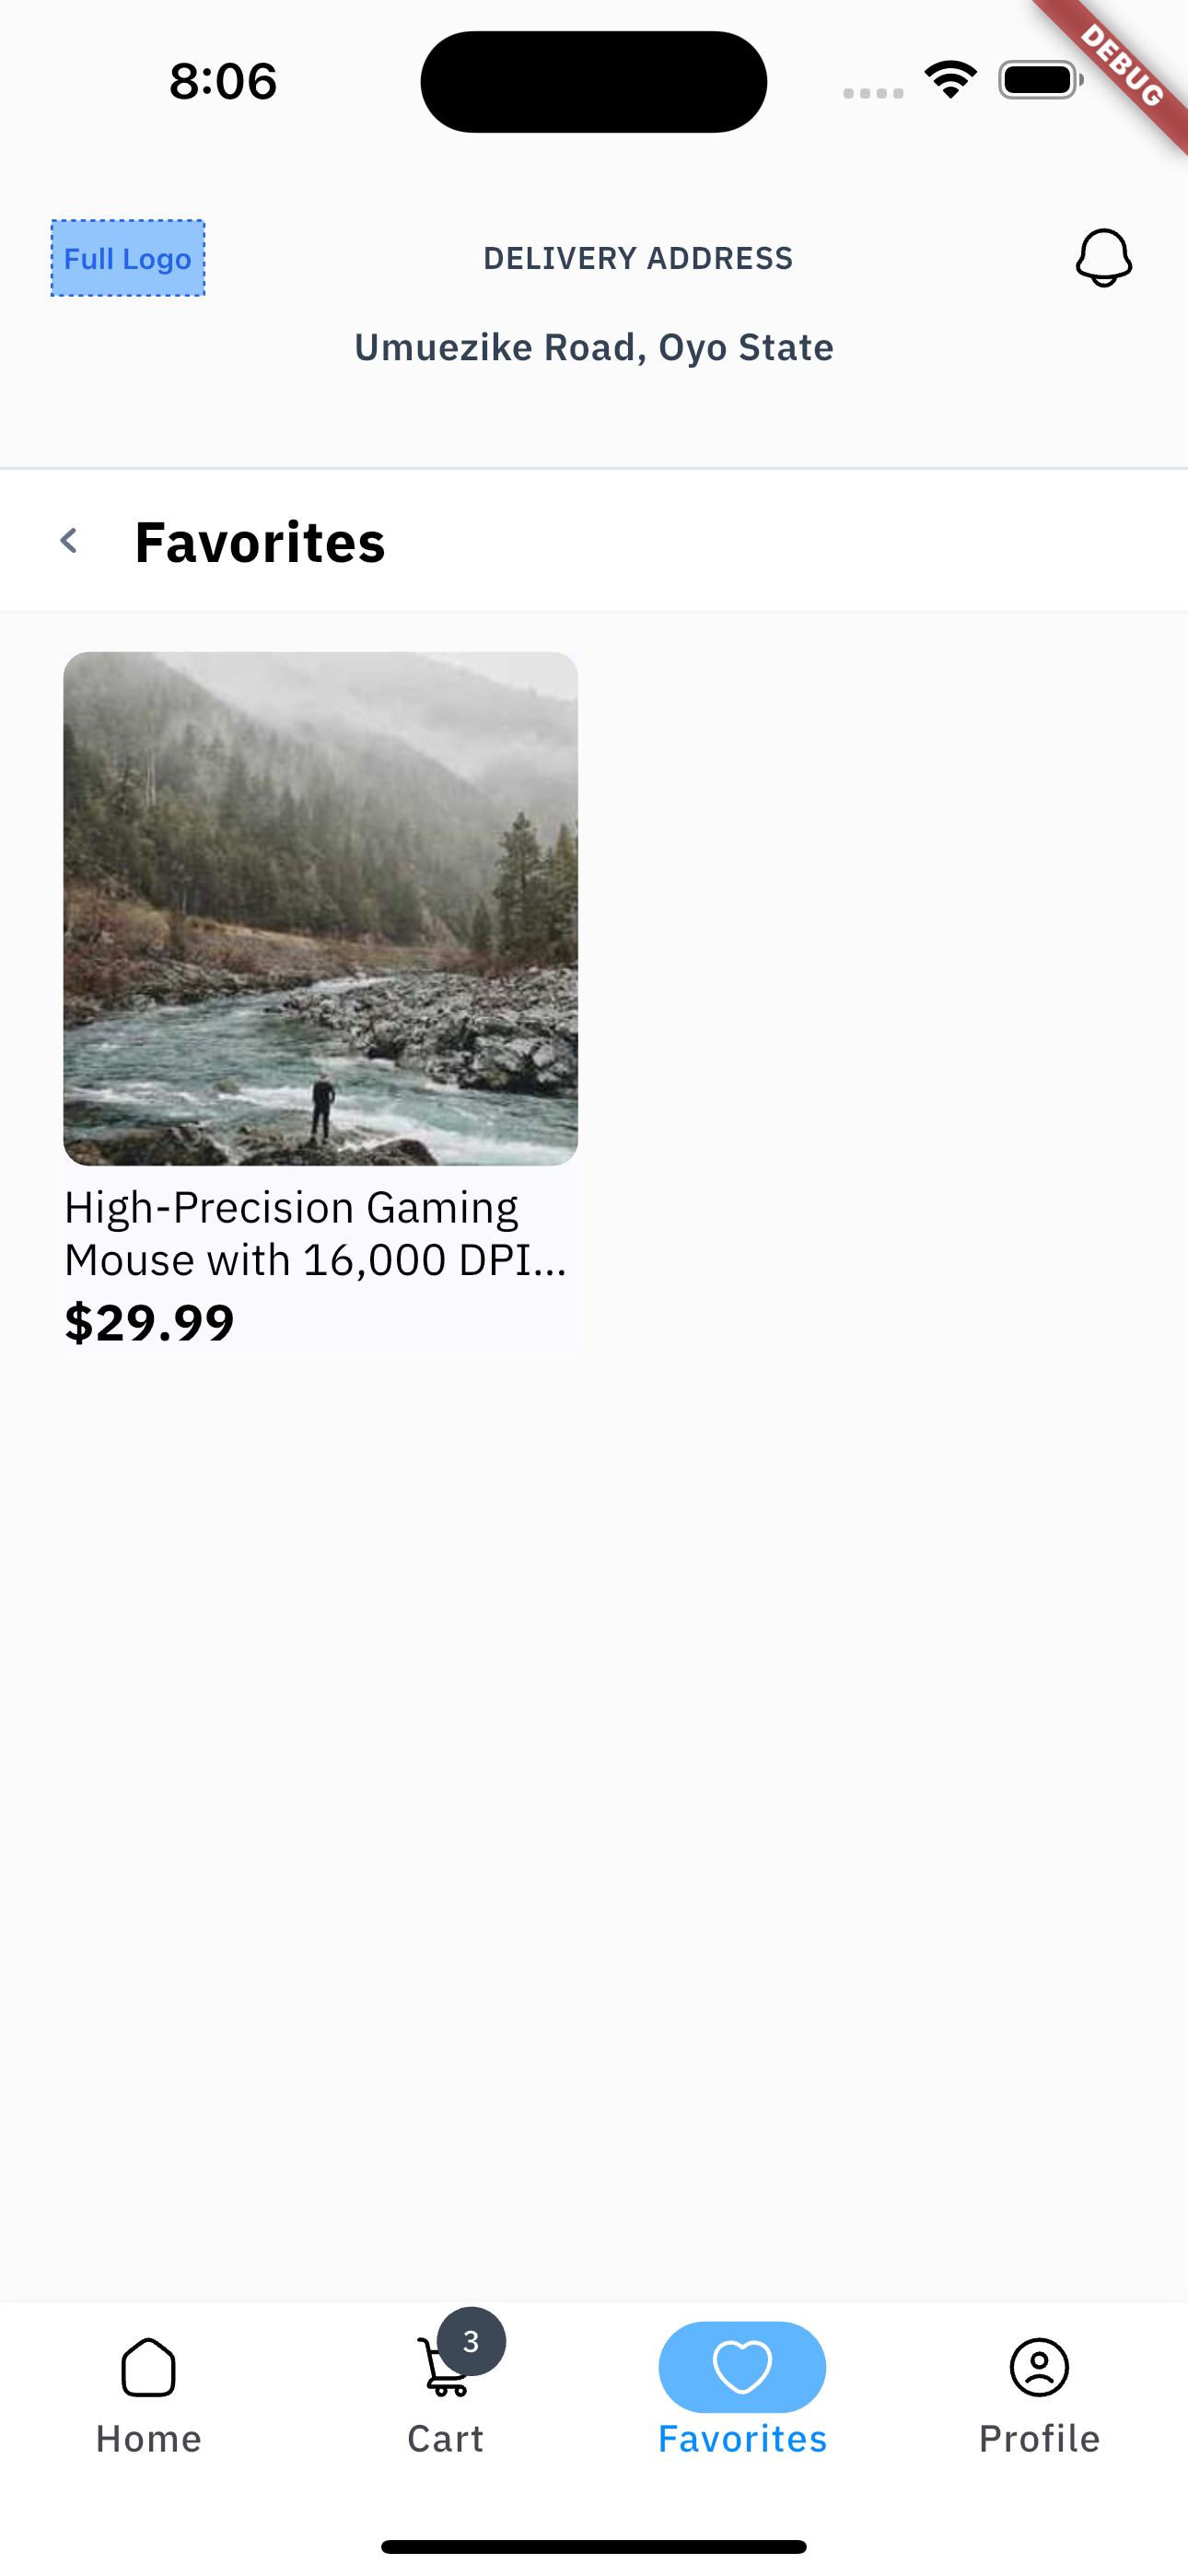 8:06
DEBUG
Full Logo
DELIVERY ADDRESS
Umuezike Road, Oyo State
Favorites
High-Precision Gaming
Mouse with 16,000 DPI...
$29.99
3
Home
Cart
Favorites
Profile